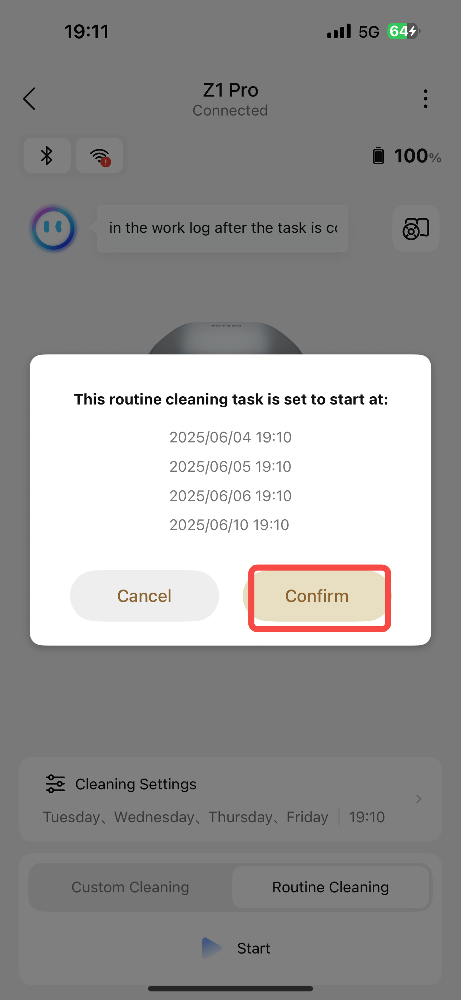 19:11
5G 64
Z1 Pro
Connected
100%
in the work log after the task is
This routine cleaning task is set to start at:
2025/06/04 19:10
2025/06/05 19:10
2025/06/06 19:10
2025/06/10 19:10
Cancel
Confirm
Cleaning Settings
Tuesday、Wednesday、Thursday、Friday | 19:10
Custom Cleaning
Routine Cleaning
Start